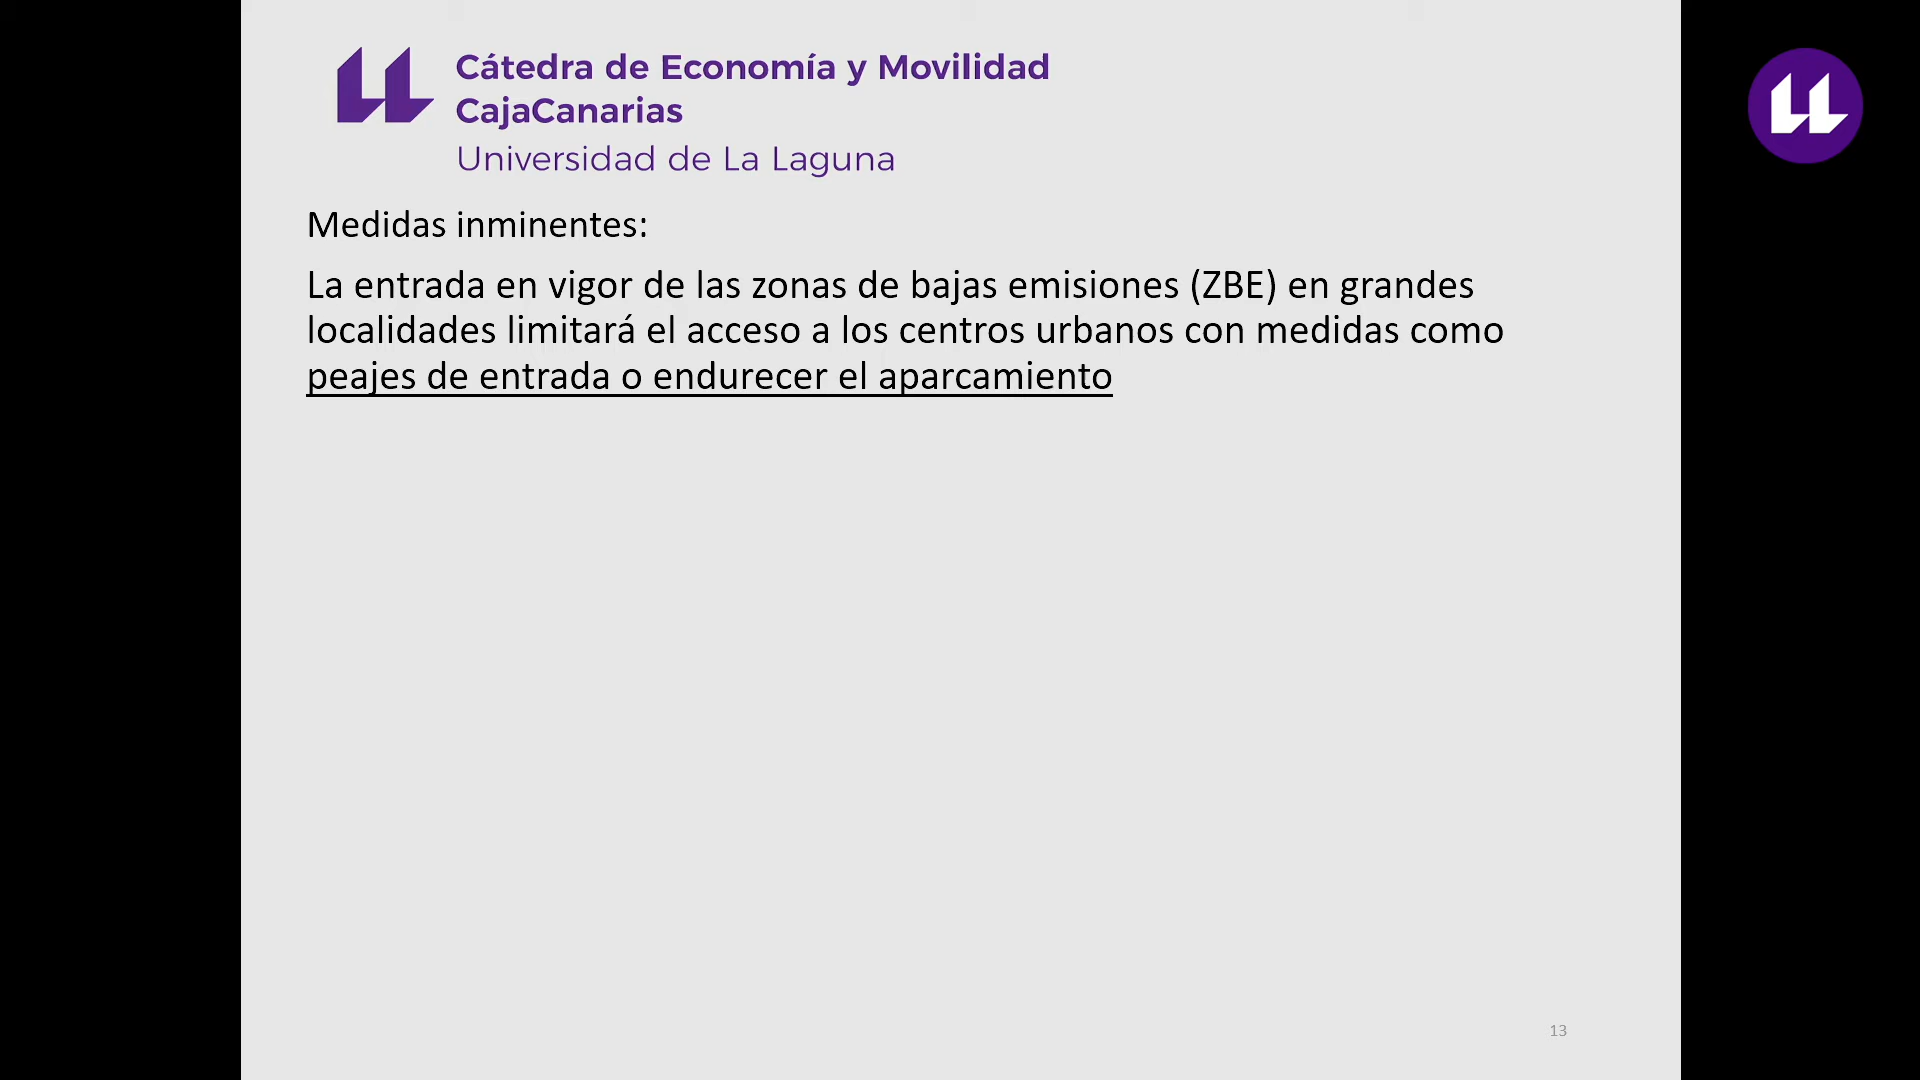 Cátedra de Economía y Movilidad
CajaCanarias
Universidad de La Laguna
Medidas inminentes:
La entrada en vigor de las zonas de bajas emisiones (ZBE) en grandes
localidades limitará el acceso a los centros urbanos con medidas como
peajes de entrada o endurecer el aparcamiento
13